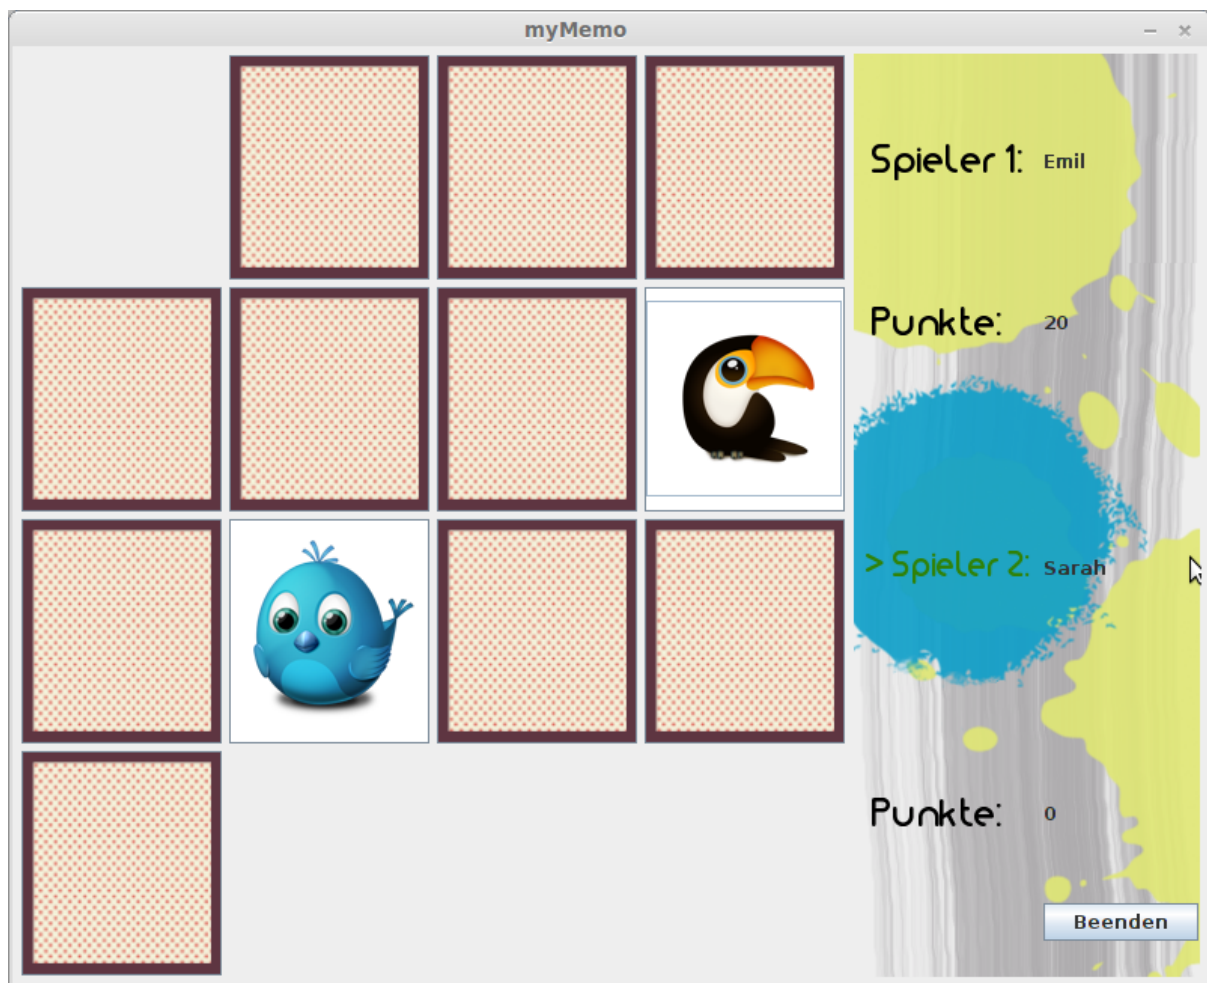 myMemo
Spieler 1: Emil
Punkte: 20
> Spieler 2: Sarah
Punkte: 0
Beenden